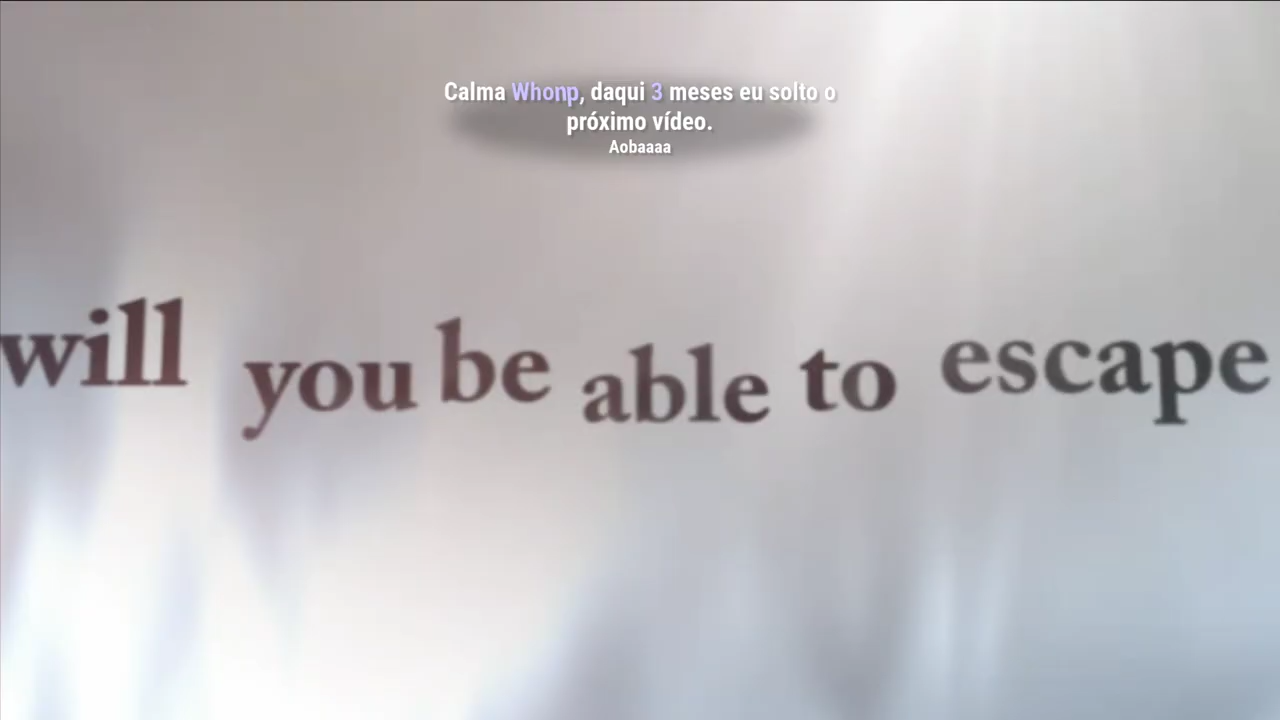 Calma Whonp, daqui 3 meses eu solto o
próximo vídeo.
Aobaaaa
will you be able to escape